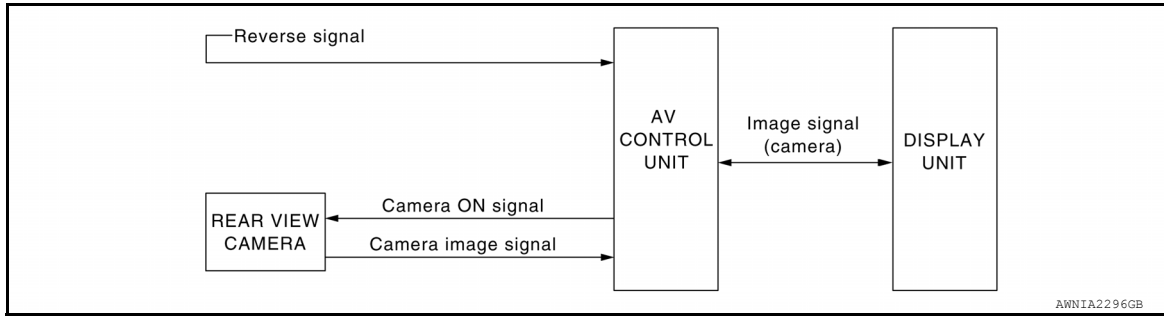 Reverse signal
AV
CONTROL
UNIT
Image signal
(camera)
DISPLAY
UNIT
REAR VIEW
CAMERA
Camera ON signal
Camera image signal
AWNIA2296GB